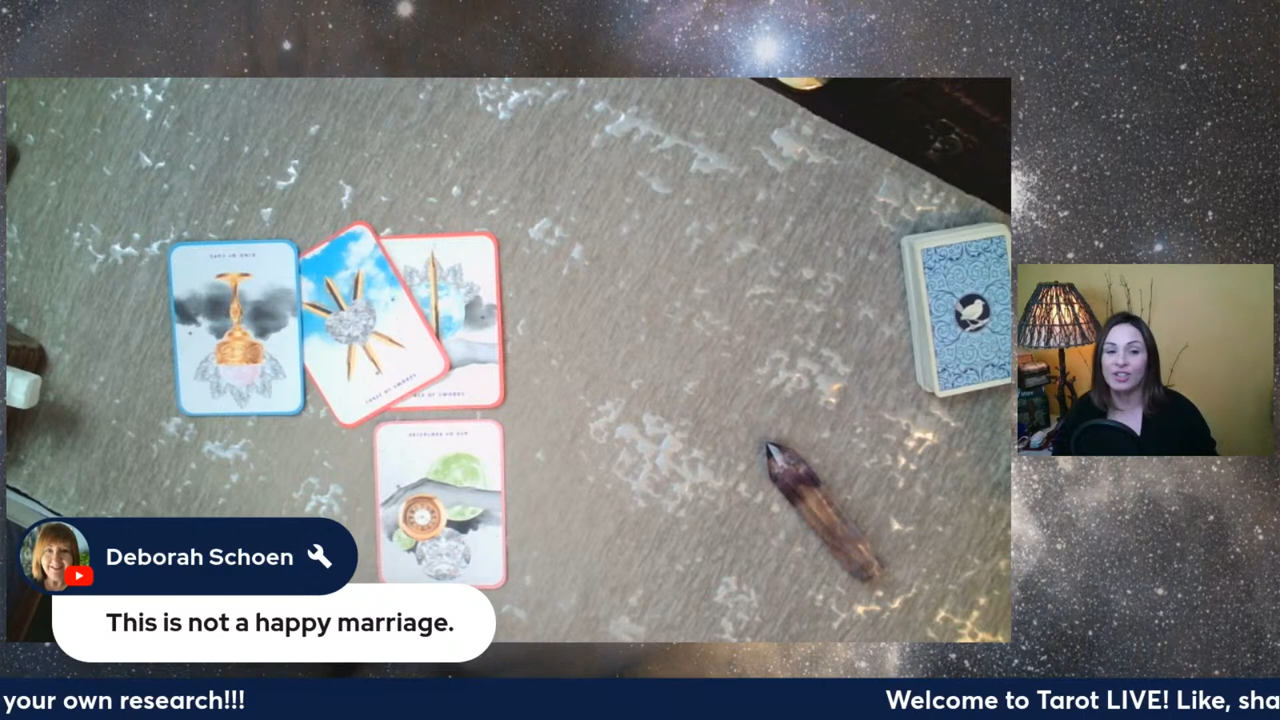 Deborah Schoen
This is not a happy marriage.
your own research!!! Welcome to Tarot LIVE! Like, sha